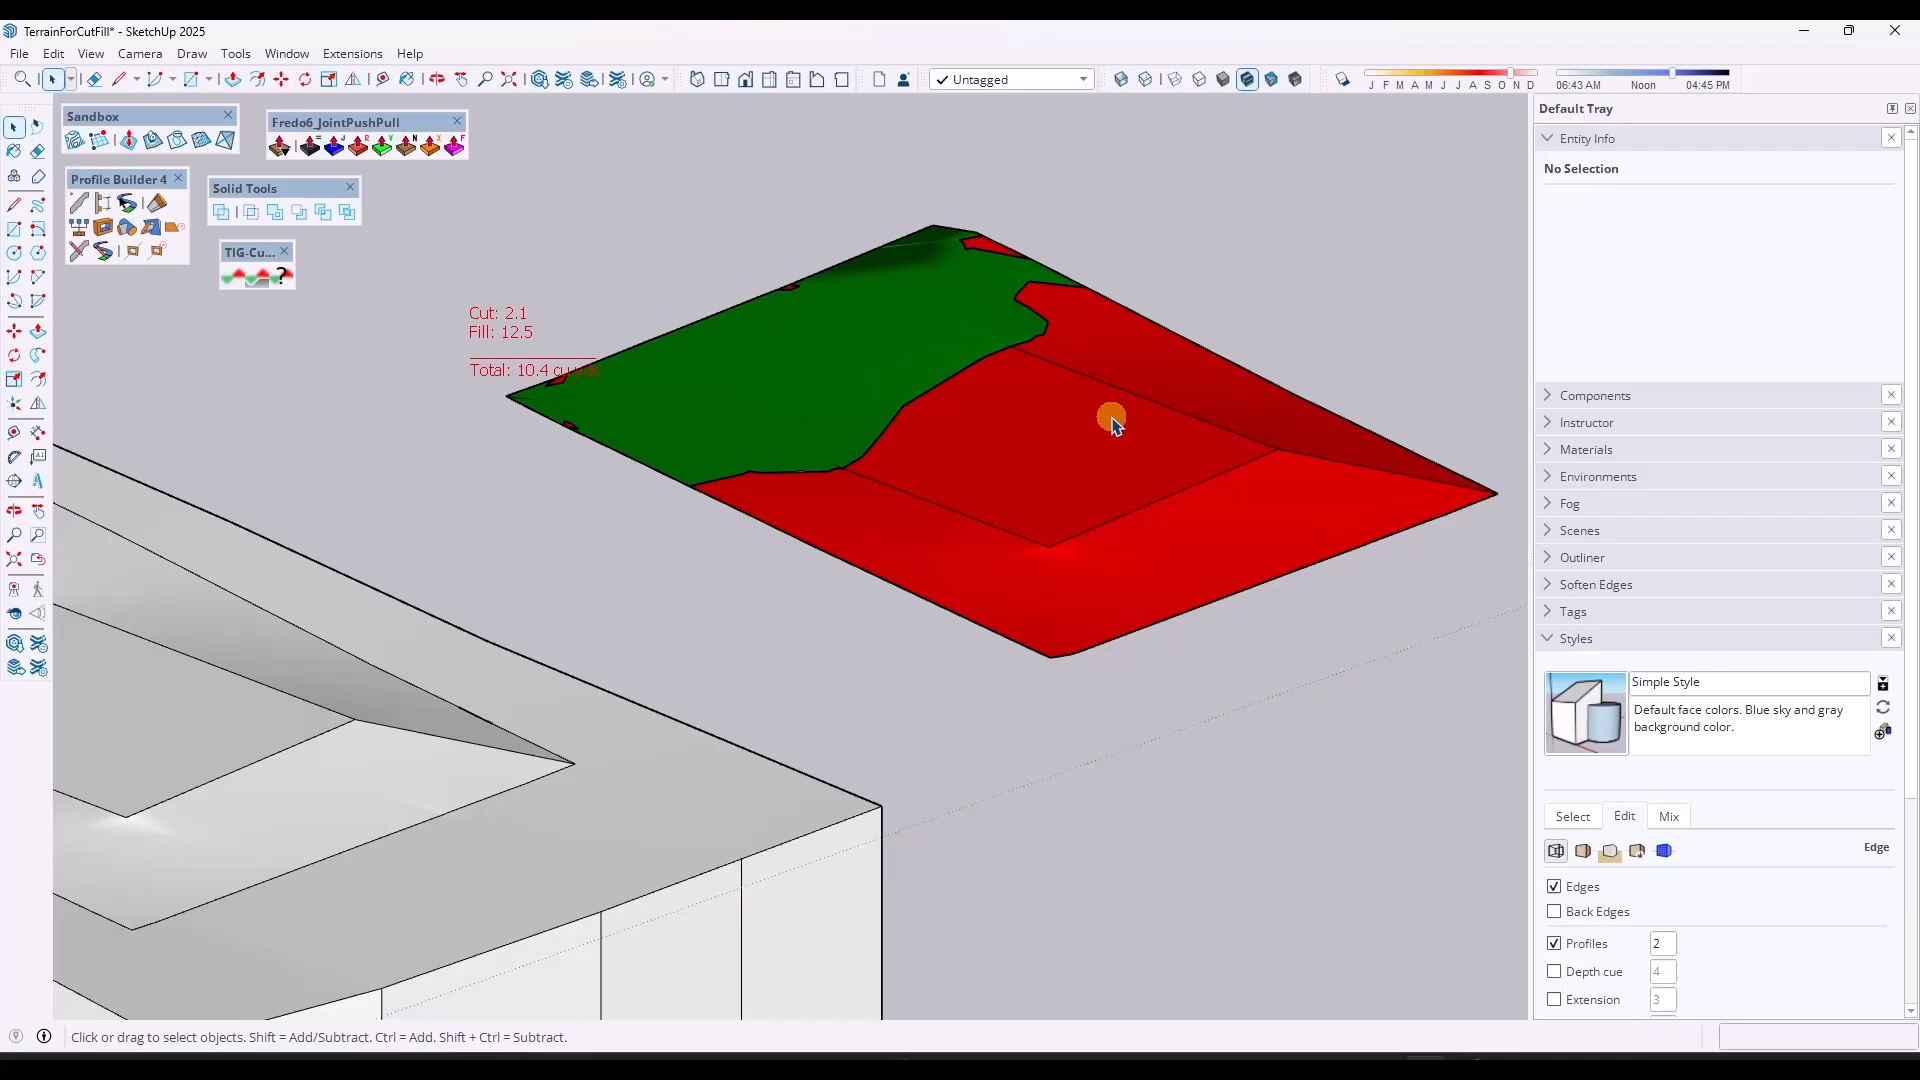 TerrainForCutFill* - SketchUp 2025
File Edit View Camera Draw Tools Window Extensions Help
Untagged
J F M A M J J A S O N D
06:43 AM Noon 04:45 PM
Sandbox
Fredo6_JointPushPull
Profile Builder 4
Solid Tools
TIG-Cu...
Cut: 2.1
Fill: 12.5
Total: 10.4 cu yds
Default Tray
Entity Info
No Selection
Components
Instructor
Materials
Environments
Fog
Scenes
Outliner
Soften Edges
Tags
Styles
Simple Style
Default face colors. Blue sky and gray
background color.
Select Edit Mix
Edge
Edges
Back Edges
Profiles 2
Depth cue 4
Extension 3
Click or drag to select objects. Shift = Add/Subtract. Ctrl = Add. Shift + Ctrl = Subtract.